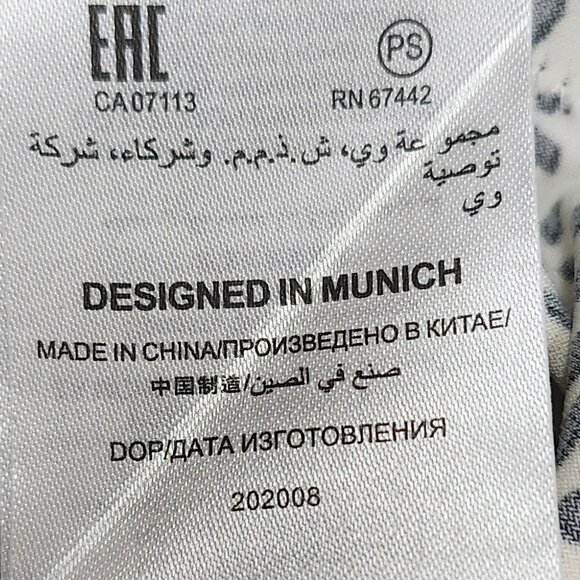 EAC
PS
CA 07113
RN 67442
مجموعة وي، ش.ذ.م.م. وشركاء، شركة
توصية
وي
DESIGNED IN MUNICH
MADE IN CHINA/ПРОИЗВЕДЕНО В КИТАЕ/
中国制造/صنع في الصين
DOP/ДАТА ИЗГОТОВЛЕНИЯ
202008